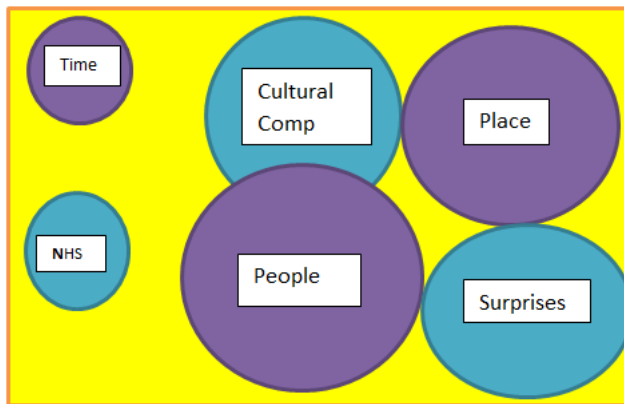 Time
Cultural
Comp
Place
NHS
People
Surprises